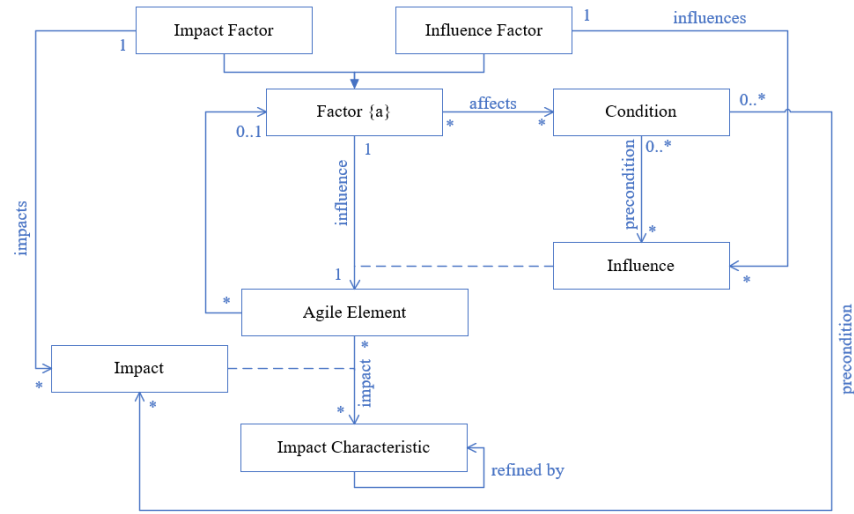 1
influences
Impact Factor
Influence Factor
1
affects
0..*
Factor {a}
Condition
0..1
*
*
1
0..*
influence
precondition
impacts
*
Influence
1
*
*
Agile Element
*
precondition
Impact
impact
*
*
*
Impact Characteristic
refined by